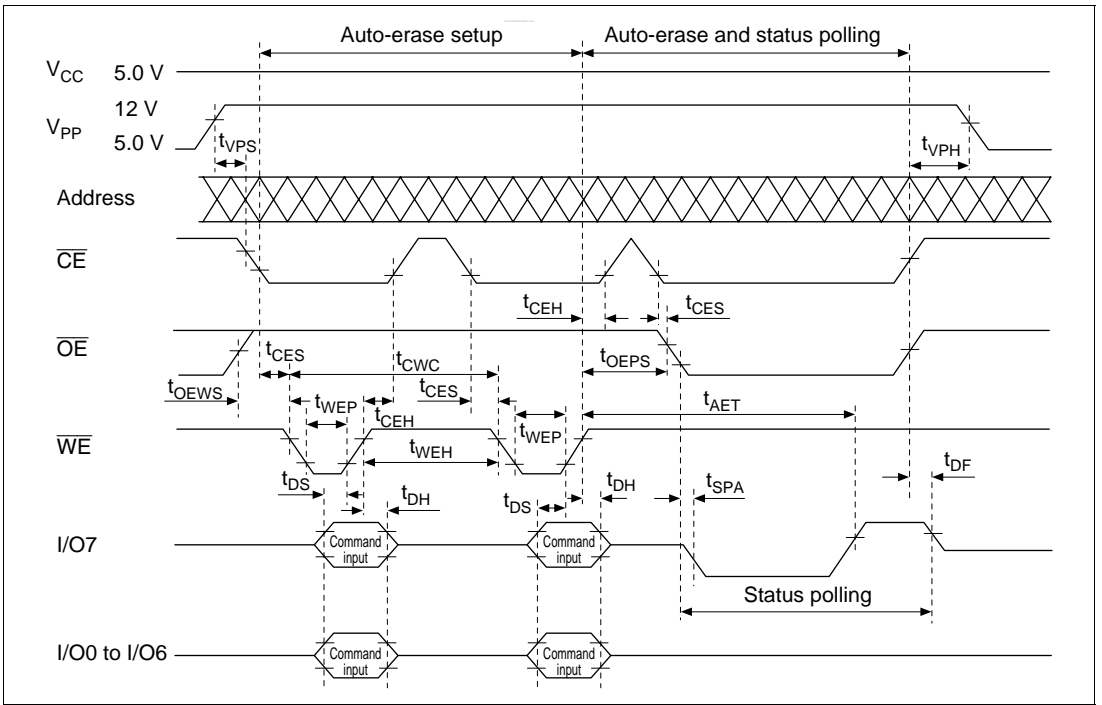 Auto-erase setup Auto-erase and status polling
VCC 5.0 V
12 V
VPP
5.0 V
tVPS
tVPH
Address
CE
tCEH tCES
OE
tCES tCWC tOEPS
tOEWS tWEP tCES tAET
tCEH tWEP
WE
tWEH
tDS tDH tDS tDH tSPA tDF
I/O7 Command input Command input
Status polling
I/O0 to I/O6 Command input Command input